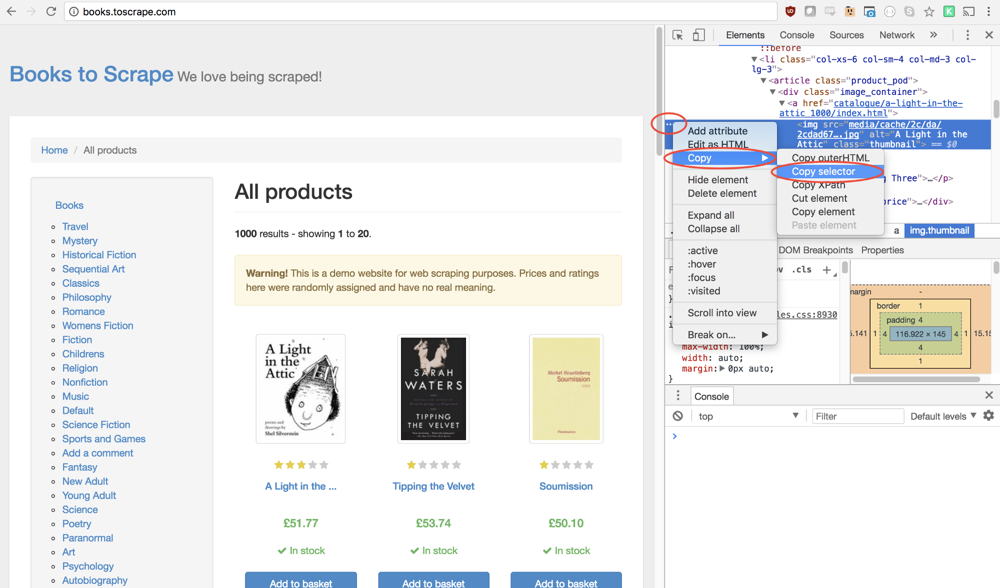 books.toscrape.com
Books to Scrape We love being scraped!
Home / All products
Books
Travel
Mystery
Historical Fiction
Sequential Art
Classics
Philosophy
Romance
Womens Fiction
Fiction
Childrens
Religion
Nonfiction
Music
Default
Science Fiction
Sports and Games
Add a comment
Fantasy
New Adult
Young Adult
Science
Poetry
Paranormal
Art
Psychology
Autobiography
All products
1000 results - showing 1 to 20.
Warning! This is a demo website for web scraping purposes. Prices and ratings
here were randomly assigned and have no real meaning.
A Light
in the
Attic
poems and
drawings by
Shel Silverstein
A Light in the ...
£51.77
In stock
Add to basket
SARAH
WATERS
TIPPING
THE VELVET
Tipping the Velvet
£53.74
In stock
Add to basket
Michel Houellebecq
Soumission
Flammarion
Soumission
£50.10
In stock
Add to basket
Elements Console Sources Network »
::before
<li class="col-xs-6 col-sm-4 col-md-3 col-
lg-3">
<article class="product_pod">
<div class="image_container">
<a href="catalogue/a-light-in-the-
attic_1000/index.html">
<img src="media/cache/2c/da/
2cdad67….jpg" alt="A Light in the
Attic" class="thumbnail"> == $0
Three">…</p>
price">…</div>
Add attribute
Edit as HTML
Copy
Hide element
Delete element
Expand all
Collapse all
:active
:hover
:focus
:visited
Scroll into view
Break on...
Copy outerHTML
Copy selector
Copy XPath
Cut element
Copy element
Paste element
a img.thumbnail
DOM Breakpoints Properties
.cls +
les.css:8930
max-width: 100%;
width: auto;
margin: 0px auto;
}
margin -
border 1
padding 4
5.141 1 4 116.922 × 145 4 1 15.15
4
1
Console
top Filter Default levels